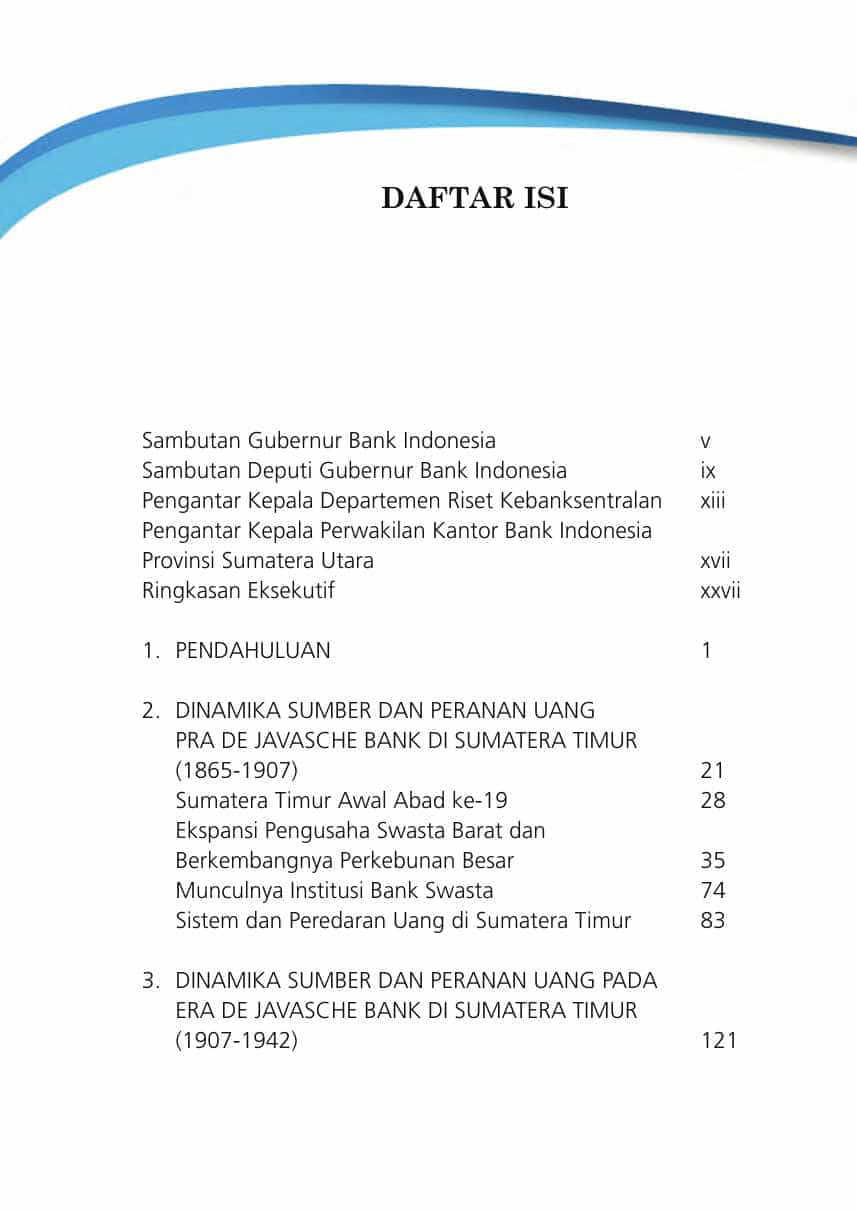 DAFTAR ISI
Sambutan Gubernur Bank Indonesia v
Sambutan Deputi Gubernur Bank Indonesia ix
Pengantar Kepala Departemen Riset Kebanksentralan xiii
Pengantar Kepala Perwakilan Kantor Bank Indonesia
Provinsi Sumatera Utara xvii
Ringkasan Eksekutif xxvii
1. PENDAHULUAN 1
2. DINAMIKA SUMBER DAN PERANAN UANG
PRA DE JAVASCHE BANK DI SUMATERA TIMUR
(1865-1907) 21
Sumatera Timur Awal Abad ke-19 28
Ekspansi Pengusaha Swasta Barat dan
Berkembangnya Perkebunan Besar 35
Munculnya Institusi Bank Swasta 74
Sistem dan Peredaran Uang di Sumatera Timur 83
3. DINAMIKA SUMBER DAN PERANAN UANG PADA
ERA DE JAVASCHE BANK DI SUMATERA TIMUR
(1907-1942) 121